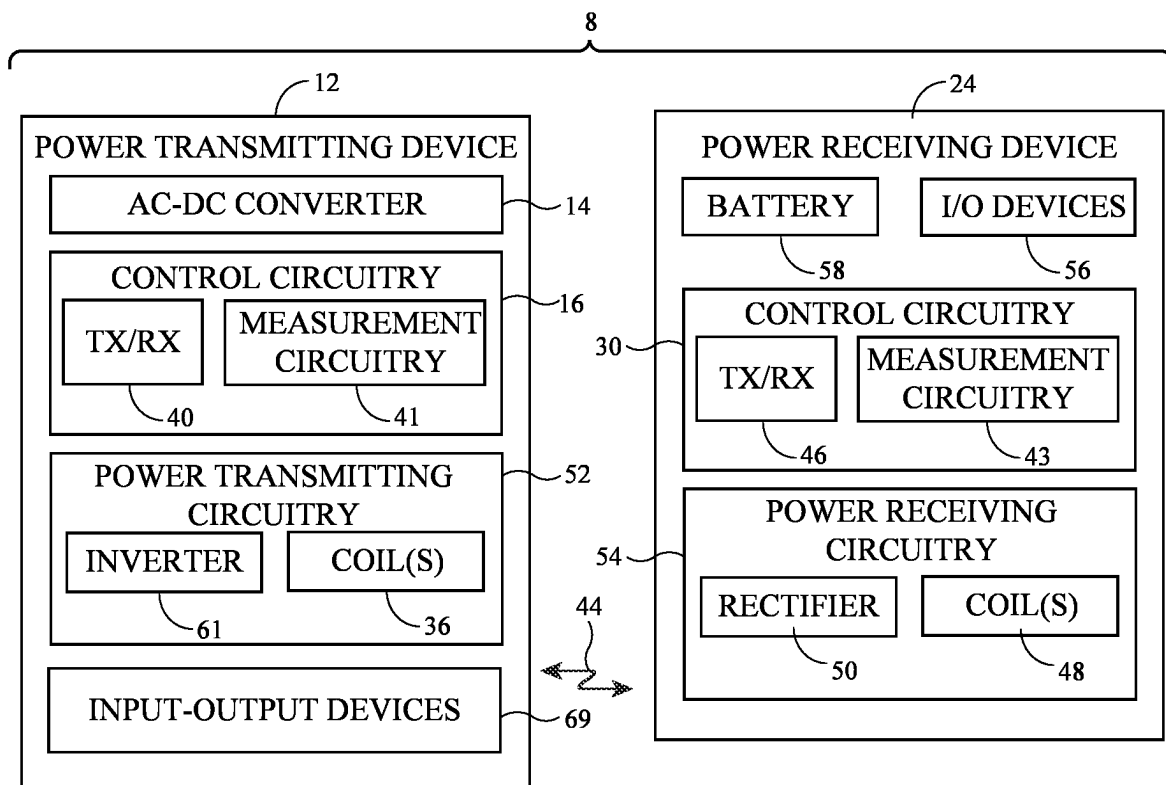 8
12
POWER TRANSMITTING DEVICE
AC-DC CONVERTER
14
CONTROL CIRCUITRY
16
TX/RX
MEASUREMENT
CIRCUITRY
40
41
POWER TRANSMITTING
CIRCUITRY
52
INVERTER
COIL(S)
61
36
INPUT-OUTPUT DEVICES
69
44
24
POWER RECEIVING DEVICE
BATTERY
I/O DEVICES
58
56
CONTROL CIRCUITRY
30
TX/RX
MEASUREMENT
CIRCUITRY
46
43
POWER RECEIVING
CIRCUITRY
54
RECTIFIER
COIL(S)
50
48